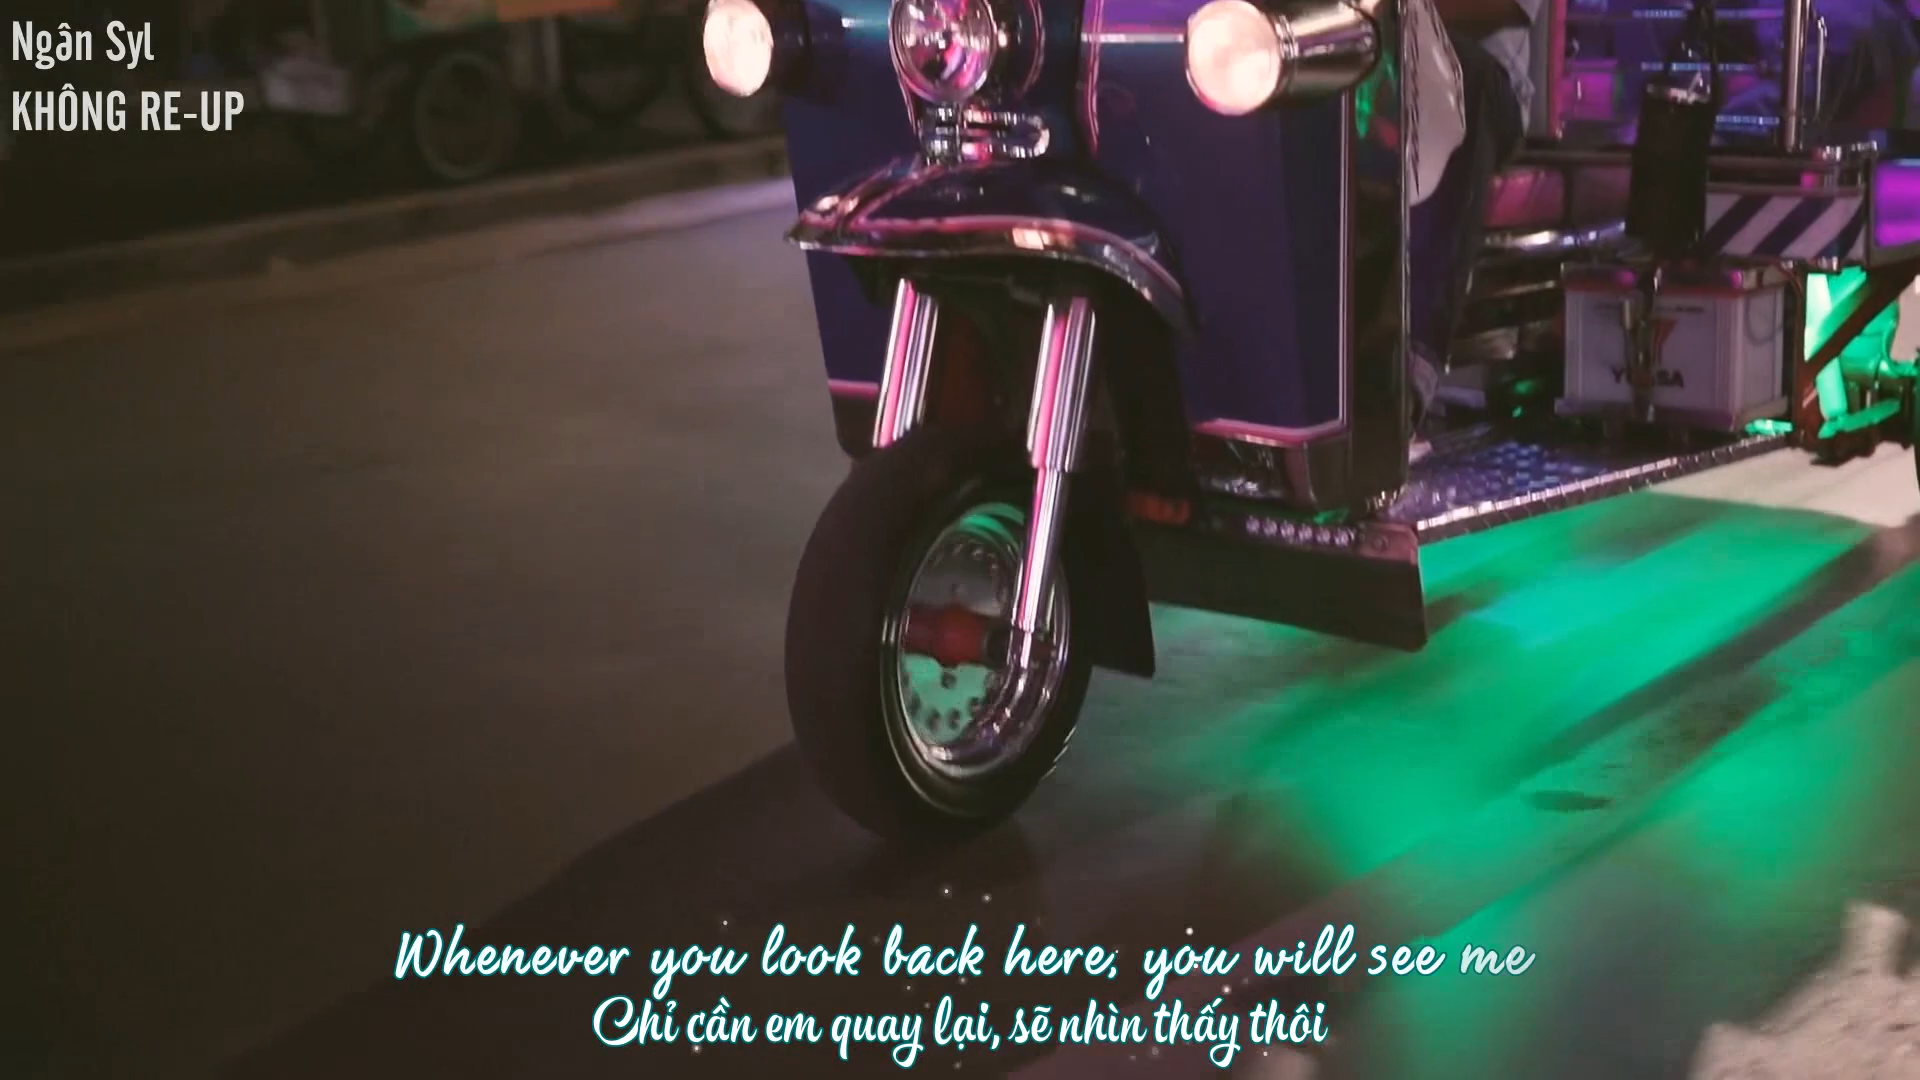 Ngân Syl
KHÔNG RE-UP
YUASA
Whenever you look back here, you will see me
Chỉ cần em quay lại, sẽ nhìn thấy thôi